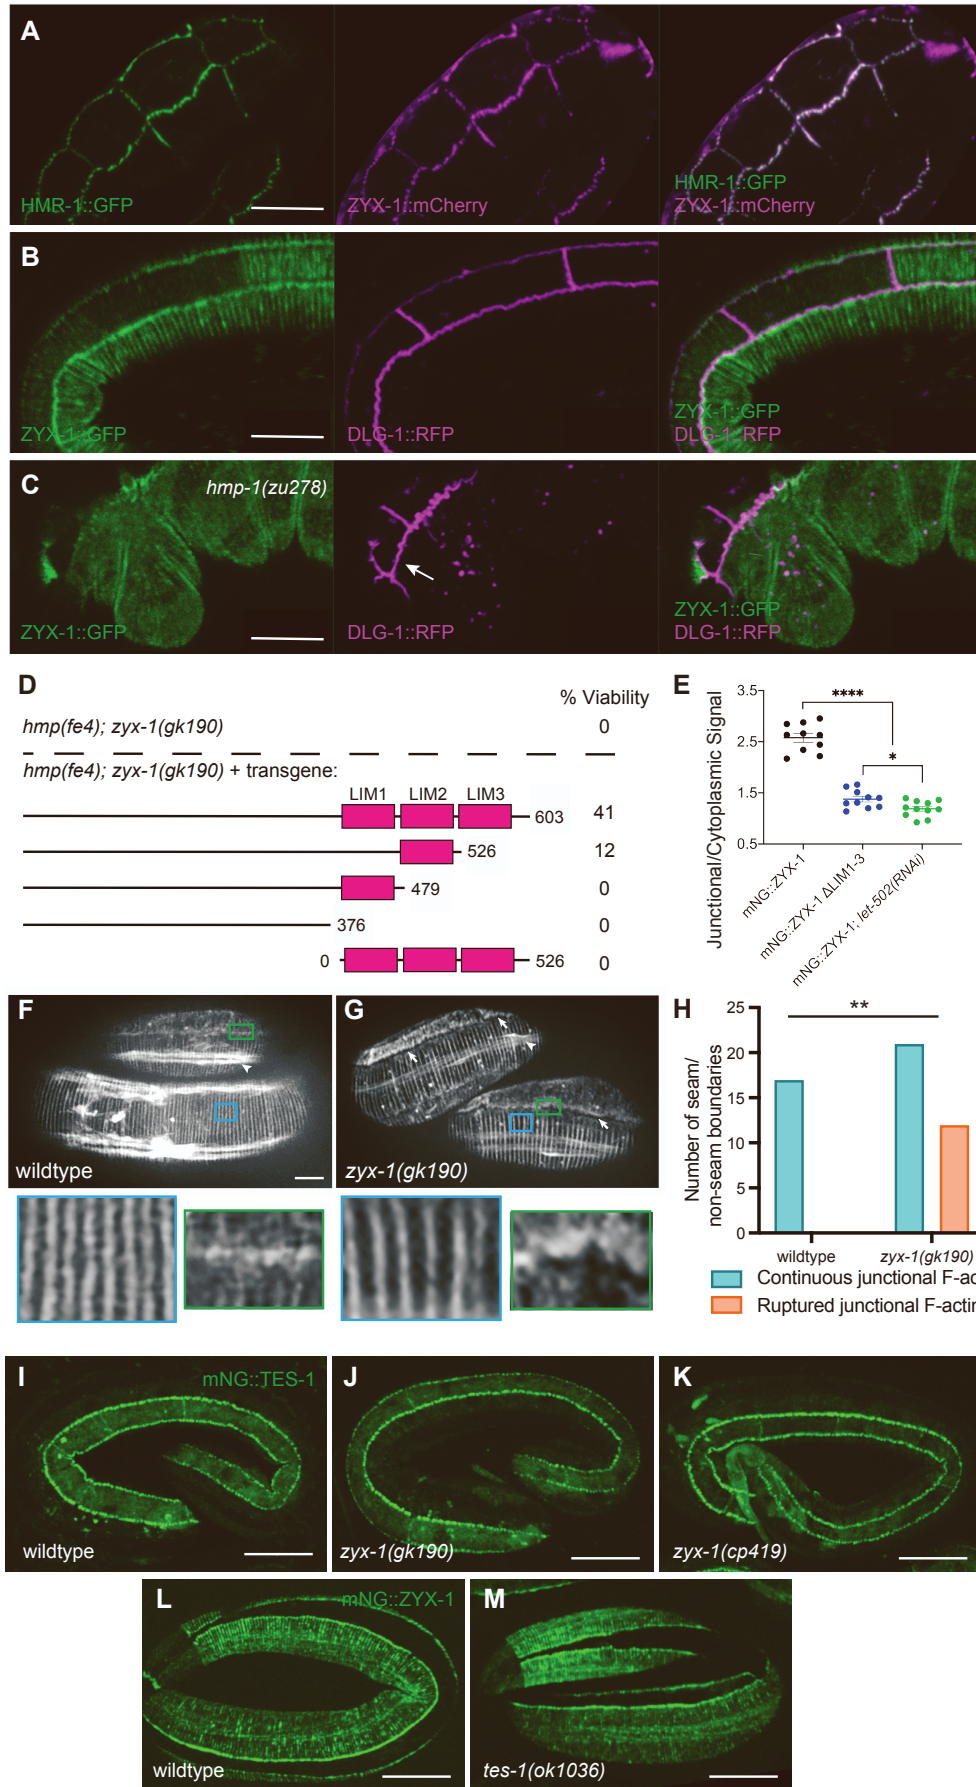 A
HMR-1::GFP
ZYX-1::mCherry
HMR-1::GFP
ZYX-1::mCherry
B
ZYX-1::GFP
DLG-1::RFP
ZYX-1::GFP
DLG-1::RFP
C
hmp-1(zu278)
ZYX-1::GFP
DLG-1::RFP
ZYX-1::GFP
DLG-1::RFP
D
% Viability
hmp(fe4); zyx-1(gk190)
0
hmp(fe4); zyx-1(gk190) + transgene:
LIM1 LIM2 LIM3
603 41
526 12
479 0
376 0
0 526 0
E
Junctional/Cytoplasmic Signal
3.5
2.5
1.5
0.5
****
*
mNG::ZYX-1
mNG::ZYX-1 ΔLIM1-3
mNG::ZYX-1; let-502(RNAi)
F
wildtype
G
zyx-1(gk190)
H
Number of seam/
non-seam boundaries
25
20
15
10
5
0
**
wildtype zyx-1(gk190)
Continuous junctional F-ac
Ruptured junctional F-actin
I
mNG::TES-1
wildtype
J
zyx-1(gk190)
K
zyx-1(cp419)
L
mNG::ZYX-1
wildtype
M
tes-1(ok1036)